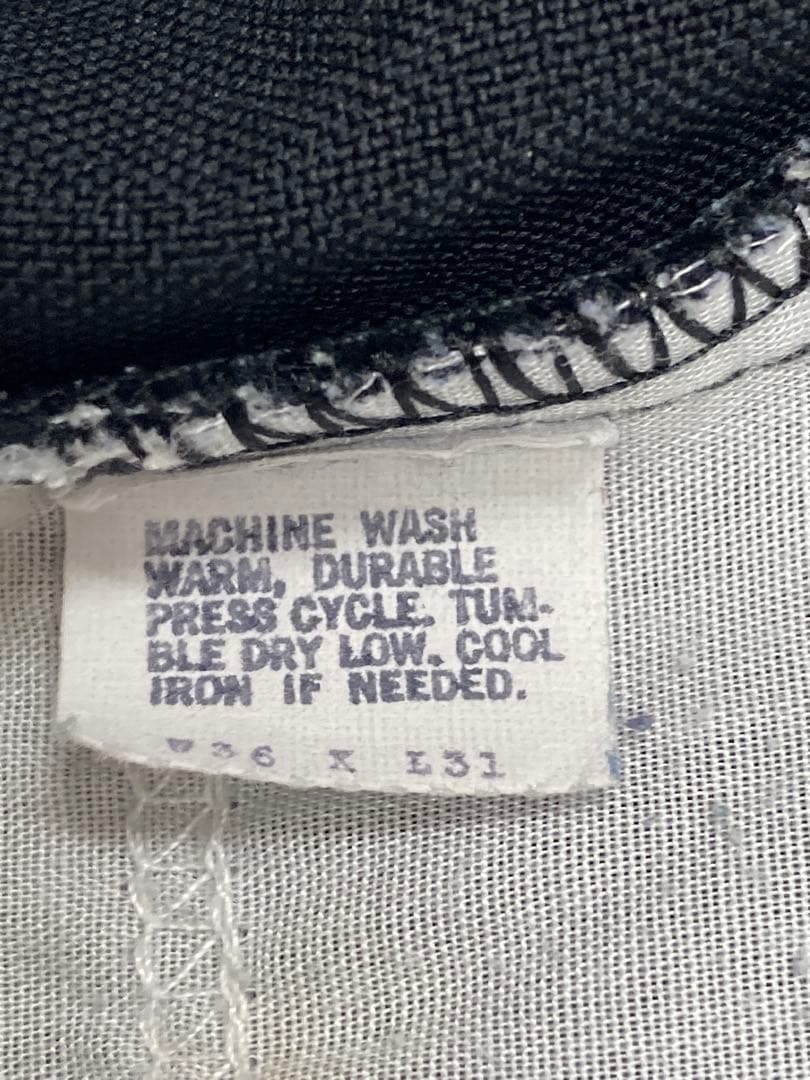 MACHINE WASH
WARM, DURABLE
PRESS CYCLE. TUM-
BLE DRY LOW. COOL
IRON IF NEEDED.
W36 X L31